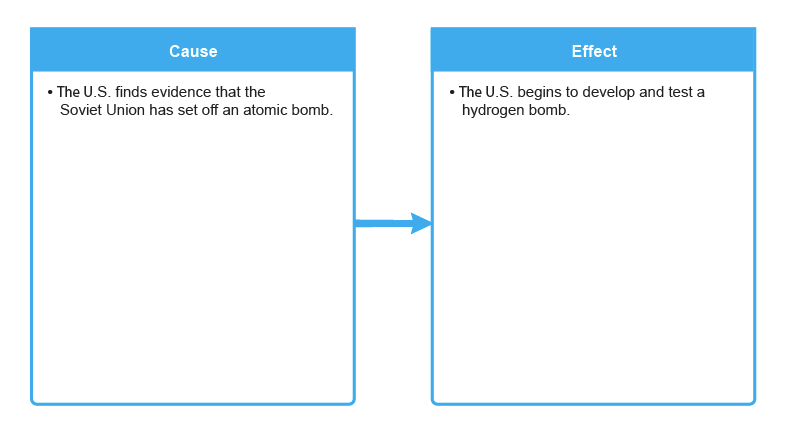 Cause
• The U.S. finds evidence that the
Soviet Union has set off an atomic bomb.
Effect
• The U.S. begins to develop and test a
hydrogen bomb.